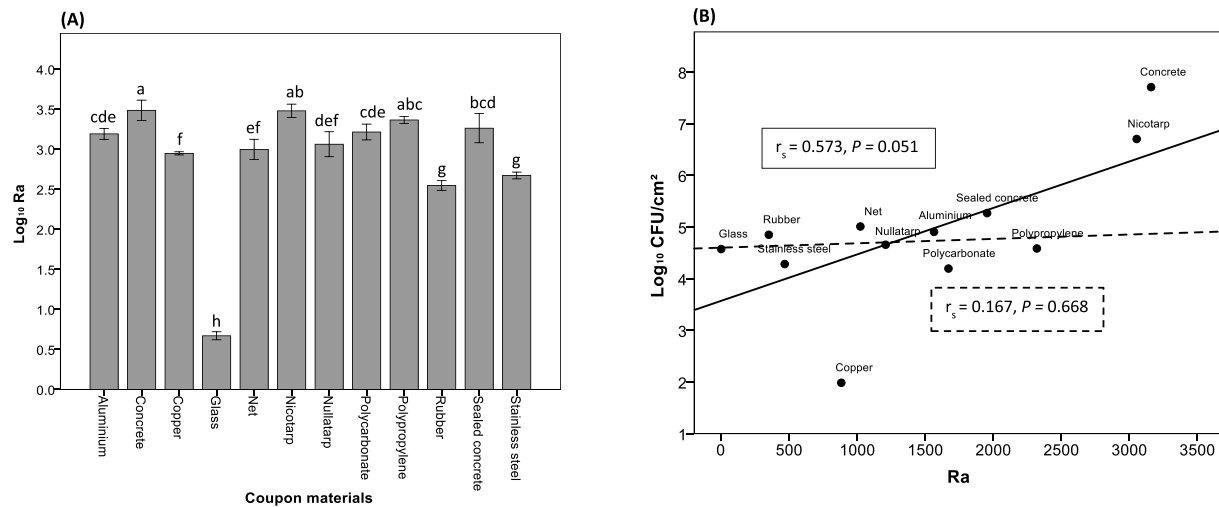 (A)
4.0
3.5
3.0
2.5
2.0
1.5
1.0
0.5
0.0
Log₁₀ Ra
cde
a
f
h
ef
ab
def
cde
abc
g
bcd
g
Aluminium
Concrete
Copper
Glass
Net
Nicotarp
Nullatarp
Polycarbonate
Polypropylene
Rubber
Sealed concrete
Stainless steel
Coupon materials
(B)
8
7
6
5
4
3
2
1
Log₁₀ CFU/cm²
Concrete
Nicotarp
rₛ = 0.573, P = 0.051
Sealed concrete
Net
Aluminium
Rubber
Glass
Nullatarp
Polypropylene
Stainless steel
Polycarbonate
rₛ = 0.167, P = 0.668
Copper
0
500
1000
1500
2000
2500
3000
3500
Ra